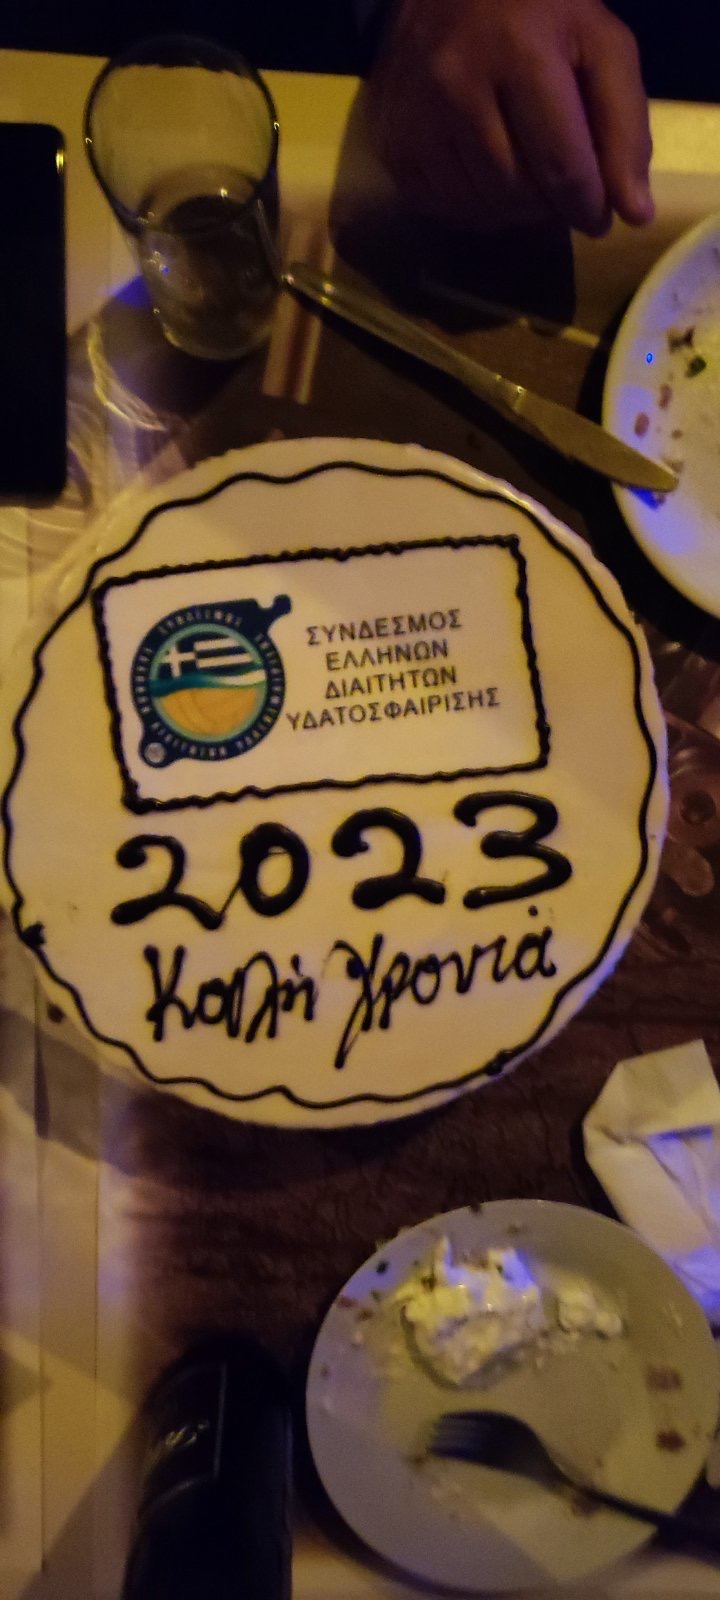 ΣΥΝΔΕΣΜΟΣ
ΕΛΛΗΝΩΝ
ΔΙΑΙΤΗΤΩΝ
ΥΔΑΤΟΣΦΑΙΡΙΣΗΣ
2023
Καλή χρονιά